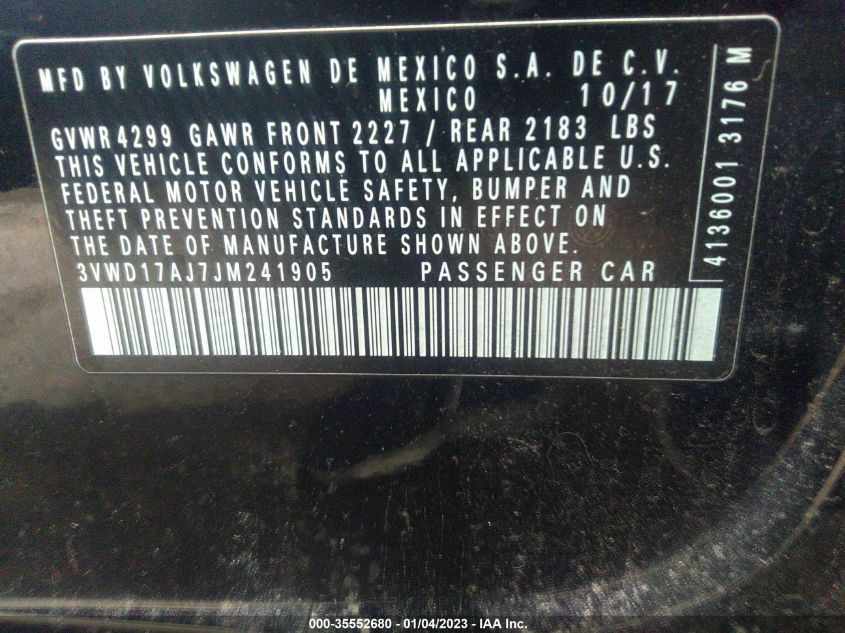 MFD BY VOLKSWAGEN DE MEXICO S.A. DE C.V.
MEXICO 10/17
GVWR 4299 GAWR FRONT 2227 / REAR 2183 LBS
THIS VEHICLE CONFORMS TO ALL APPLICABLE U.S.
FEDERAL MOTOR VEHICLE SAFETY, BUMPER AND
THEFT PREVENTION STANDARDS IN EFFECT ON
THE DATE OF MANUFACTURE SHOWN ABOVE.
3VWD17AJ7JM241905 PASSENGER CAR
4136001 3176 M
000-35552680 - 01/04/2023 - IAA Inc.